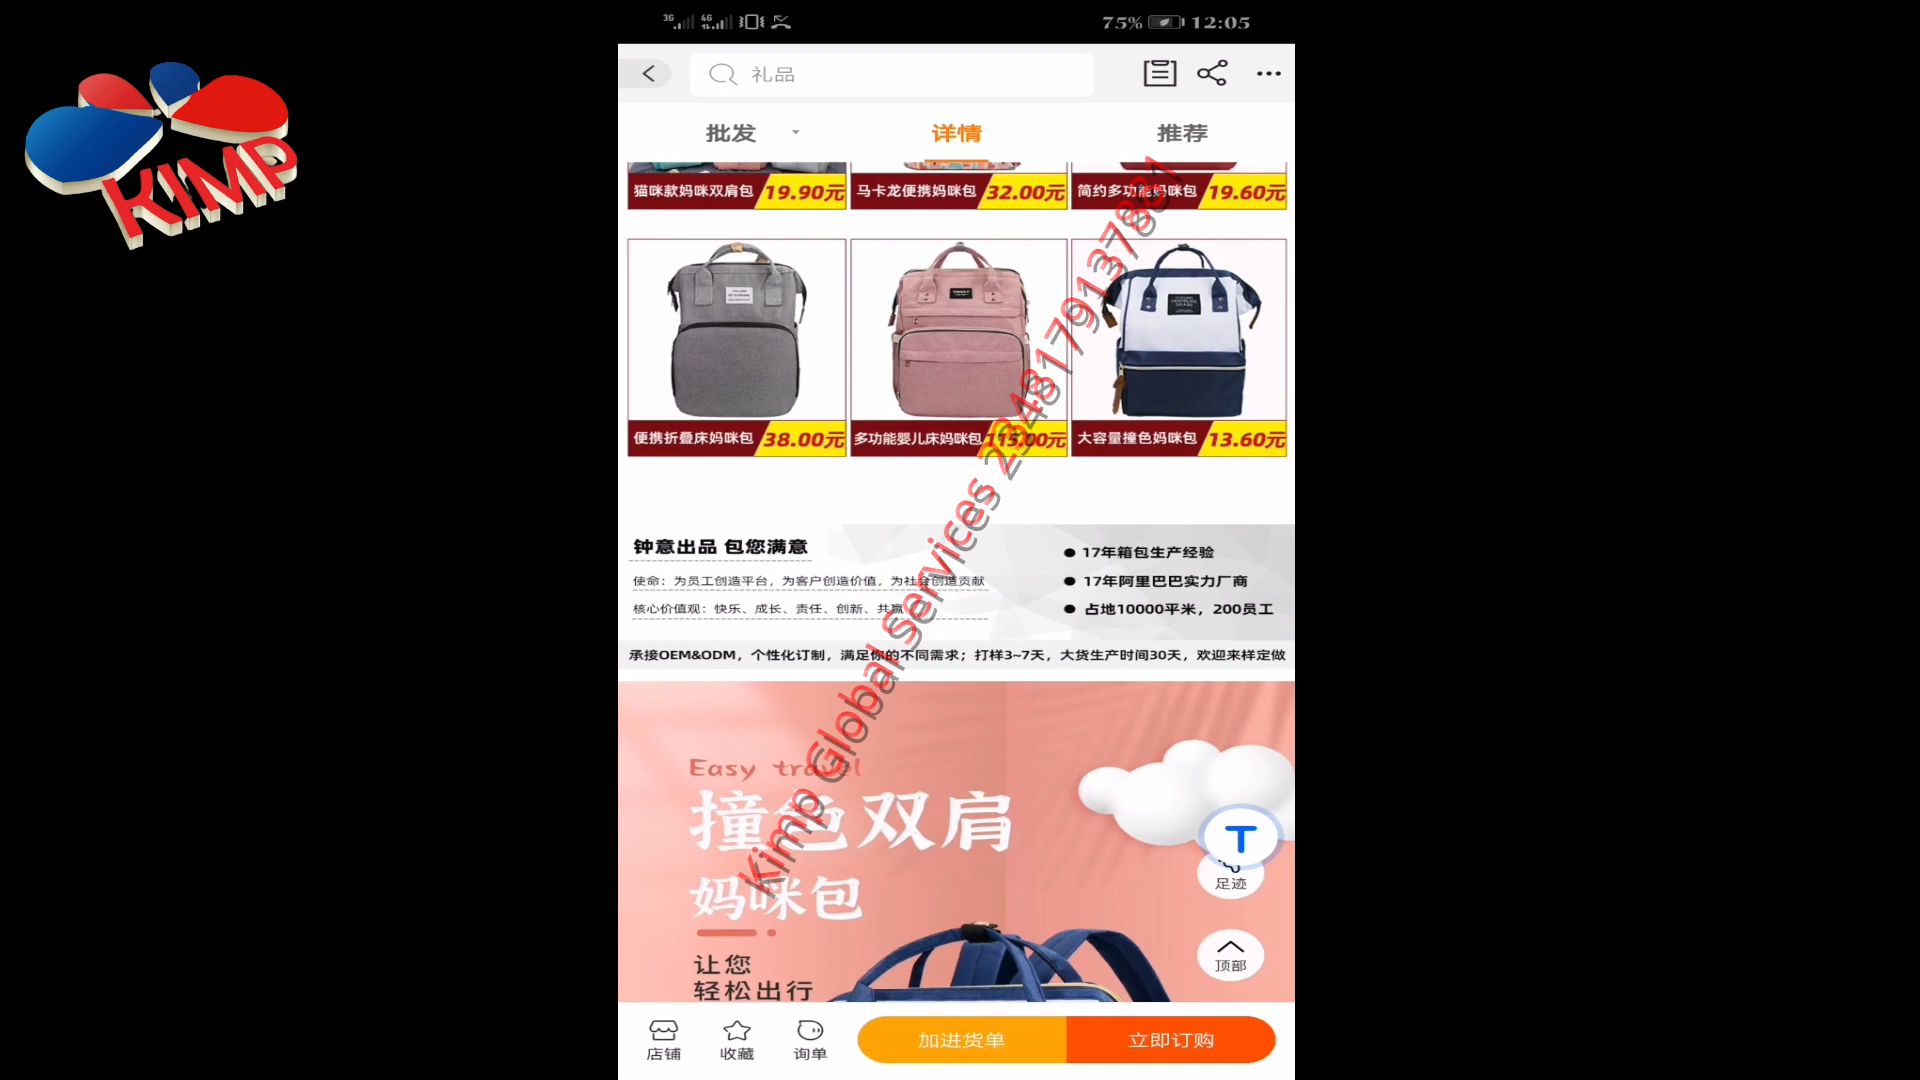 3G 4G 75% 12:05
KIMP
礼品
批发 详情 推荐
猫咪款妈咪双肩包 19.90元 马卡龙便携妈咪包 32.00元 简约多功能妈咪包 19.60元
便携折叠床妈咪包 38.00元 多功能婴儿床妈咪包 115.00元 大容量撞色妈咪包 13.60元
Kimp Global Services 2348179137881
钟意出品 包您满意
使命：为员工创造平台，为客户创造价值，为社会创造贡献
核心价值观：快乐、成长、责任、创新、共赢
● 17年箱包生产经验
● 17年阿里巴巴实力厂商
● 占地10000平米，200员工
承接OEM&ODM，个性化订制，满足你的不同需求；打样3~7天，大货生产时间30天，欢迎来样定做
Easy travel
撞色双肩
妈咪包
让您
轻松出行
T
足迹
顶部
店铺 收藏 询单 加进货单 立即订购